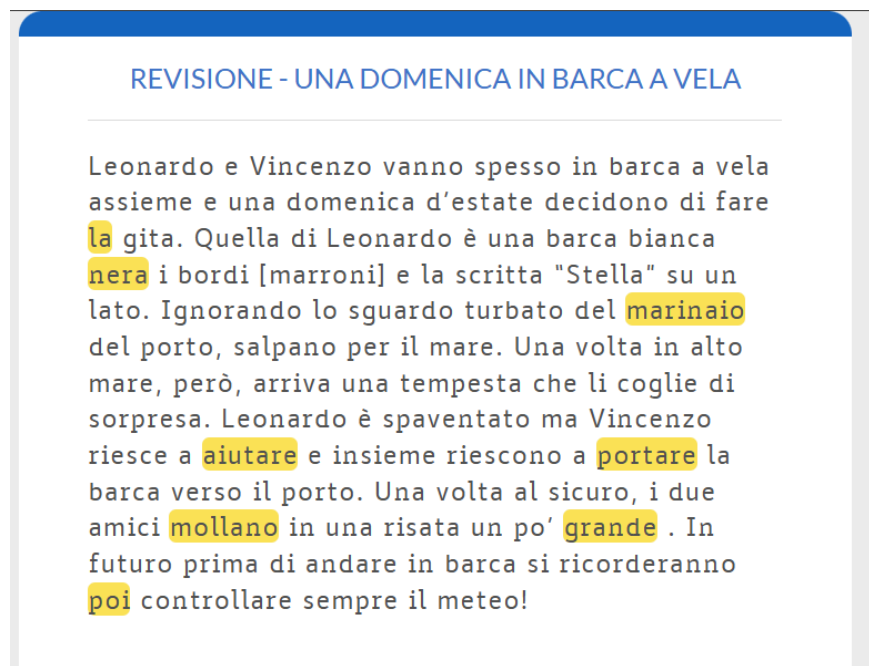 REVISIONE - UNA DOMENICA IN BARCA A VELA
Leonardo e Vincenzo vanno spesso in barca a vela
assieme e una domenica d'estate decidono di fare
la gita. Quella di Leonardo è una barca bianca
nera i bordi [marroni] e la scritta "Stella" su un
lato. Ignorando lo sguardo turbato del marinaio
del porto, salpano per il mare. Una volta in alto
mare, però, arriva una tempesta che li coglie di
sorpresa. Leonardo è spaventato ma Vincenzo
riesce a aiutare e insieme riescono a portare la
barca verso il porto. Una volta al sicuro, i due
amici mollano in una risata un po' grande . In
futuro prima di andare in barca si ricorderanno
poi controllare sempre il meteo!